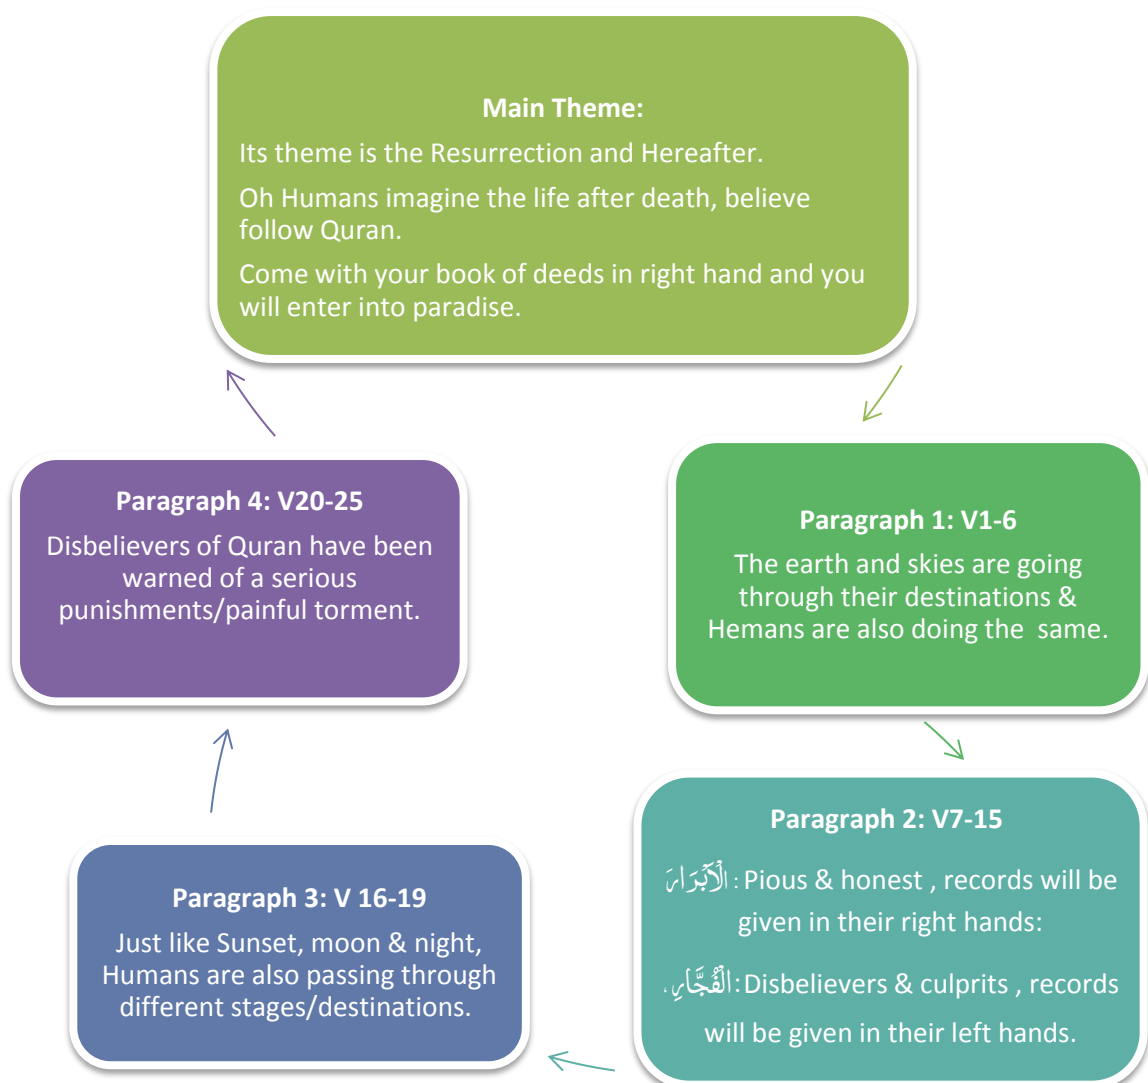 Main Theme:
Its theme is the Resurrection and Hereafter.
Oh Humans imagine the life after death, believe
follow Quran.
Come with your book of deeds in right hand and you
will enter into paradise.
Paragraph 1: V1-6
The earth and skies are going
through their destinations &
Hemans are also doing the same.
Paragraph 2: V7-15
الْاَبْرَارَ : Pious & honest , records will be
given in their right hands:
الْفُجَّارِ، : Disbelievers & culprits , records
will be given in their left hands.
Paragraph 3: V 16-19
Just like Sunset, moon & night,
Humans are also passing through
different stages/destinations.
Paragraph 4: V20-25
Disbelievers of Quran have been
warned of a serious
punishments/painful torment.